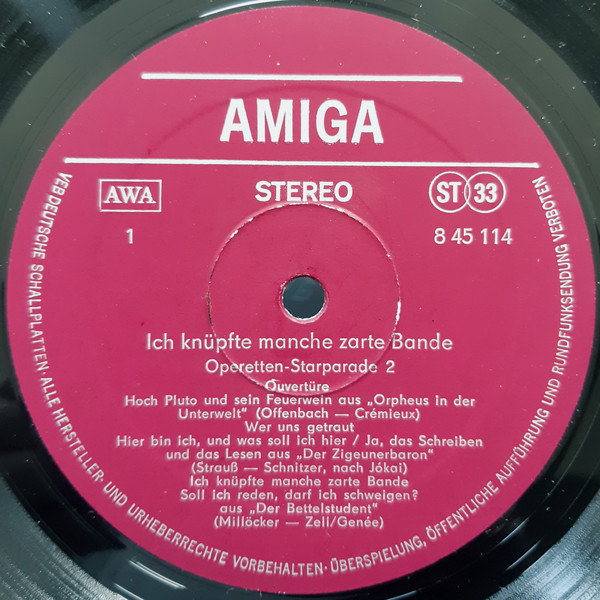 AMIGA
AWA
STEREO
ST 33
1
8 45 114
Ich knüpfte manche zarte Bande
Operetten-Starparade 2
Ouvertüre
Hoch Pluto und sein Feuerwein aus „Orpheus in der
Unterwelt" (Offenbach — Crémieux)
Wer uns getraut
Hier bin ich, und was soll ich hier / Ja, das Schreiben
und das Lesen aus „Der Zigeunerbaron"
(Strauß — Schnitzer, nach Jókai)
Ich knüpfte manche zarte Bande
Soll ich reden, darf ich schweigen?
aus „Der Bettelstudent"
(Millöcker — Zell/Genée)
VEB DEUTSCHE SCHALLPLATTEN · ALLE HERSTELLER- UND URHEBERRECHTE VORBEHALTEN · ÜBERSPIELUNG, ÖFFENTLICHE AUFFÜHRUNG UND RUNDFUNKSENDUNG VERBOTEN